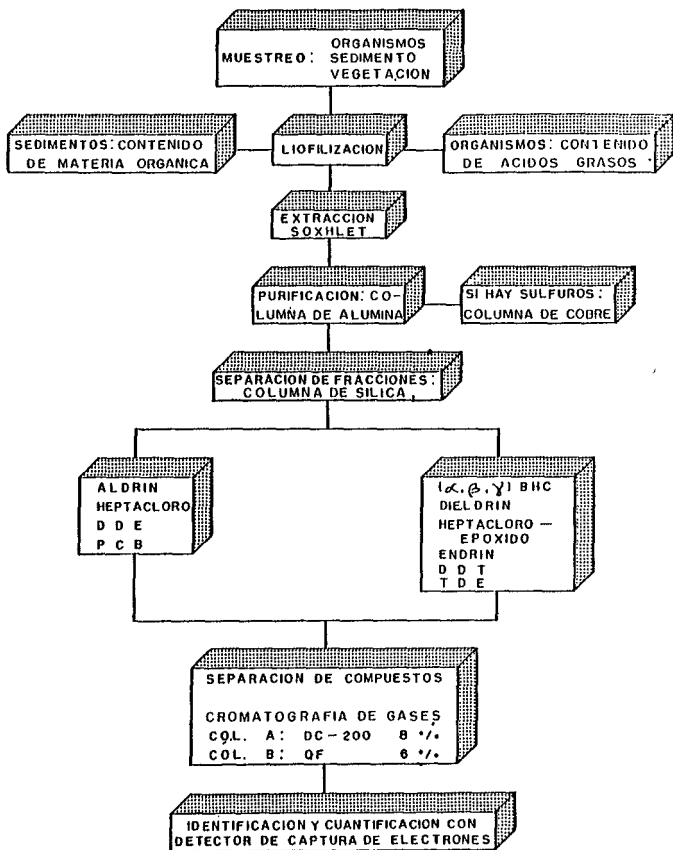 MUESTREO: ORGANISMOS
SEDIMENTO
VEGETACION
SEDIMENTOS: CONTENIDO
DE MATERIA ORGANICA
LIOFILIZACION
ORGANISMOS: CONTENIDO
DE ACIDOS GRASOS
EXTRACCION
SOXHLET
PURIFICACION: CO-
LUMNA DE ALUMINA
SI HAY SULFUROS:
COLUMNA DE COBRE
SEPARACION DE FRACCIONES:
COLUMNA DE SILICA
ALDRIN
HEPTACLORO
D D E
P C B
(α, β, γ) BHC
DIELDRIN
HEPTACLORO —
EPOXIDO
ENDRIN
D D T
T D E
SEPARACION DE COMPUESTOS
CROMATOGRAFIA DE GASES
COL. A: DC-200 8 %
COL. B: QF 6 %
IDENTIFICACION Y CUANTIFICACION CON
DETECTOR DE CAPTURA DE ELECTRONES